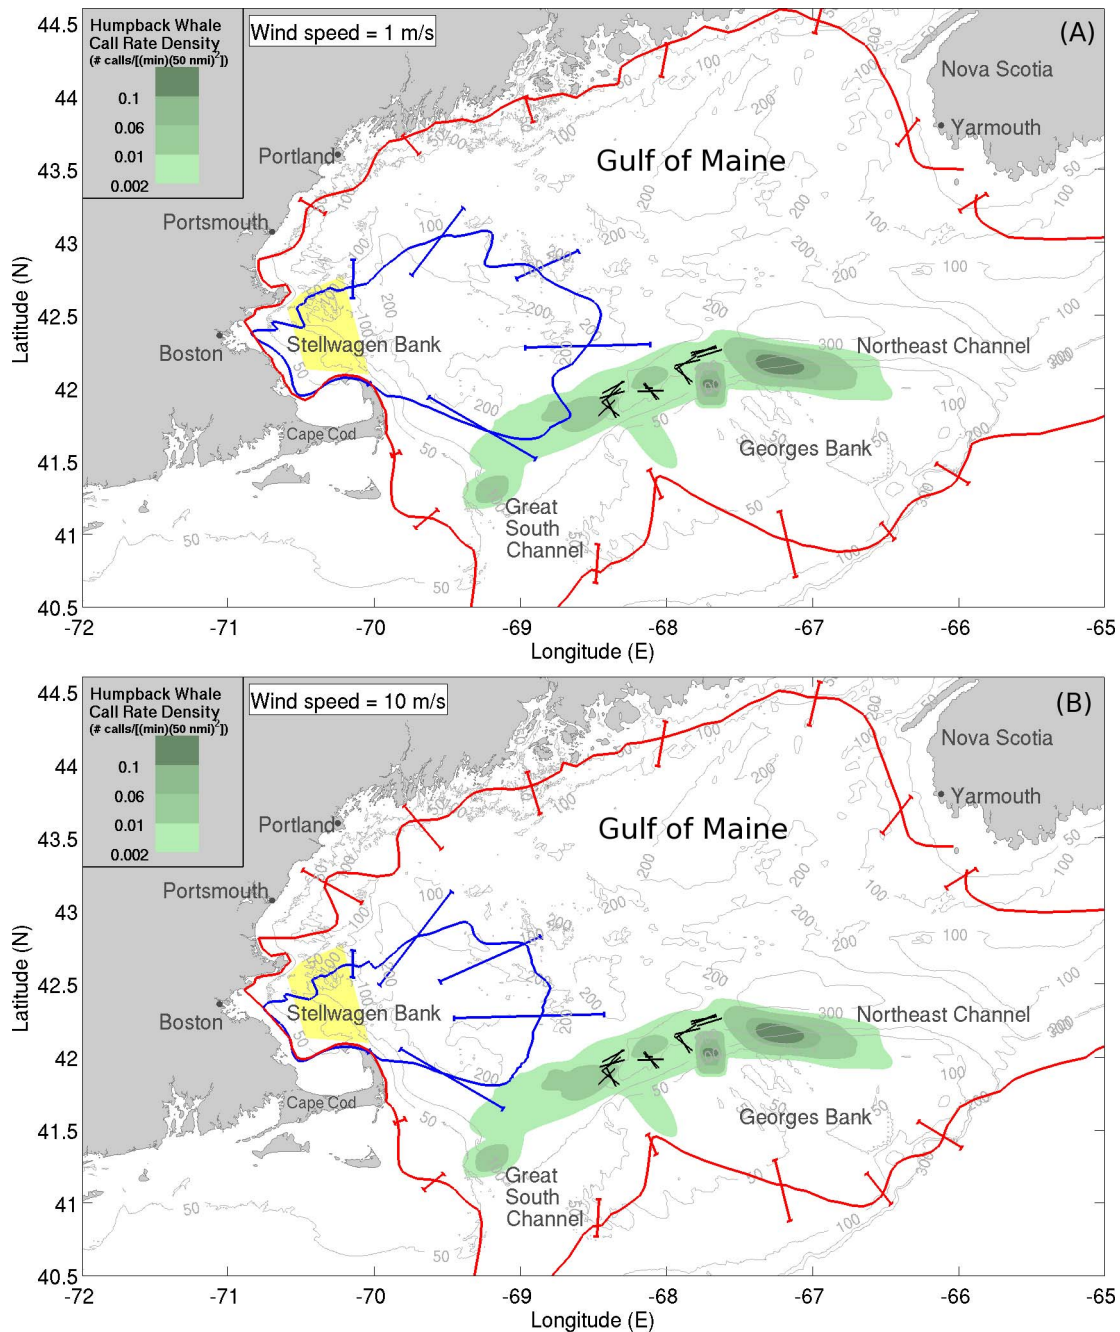 44.5
44
43.5
43
42.5
42
41.5
41
40.5
Latitude (N)
Humpback Whale
Call Rate Density
(# calls/[(min)(50 nmi)²])
0.1
0.06
0.01
0.002
Wind speed = 1 m/s
(A)
Nova Scotia
Yarmouth
Gulf of Maine
Portland
Portsmouth
Boston
Stellwagen Bank
Northeast Channel
Cape Cod
Georges Bank
Great
South
Channel
-72
-71
-70
-69
-68
-67
-66
-65
Longitude (E)
44.5
44
43.5
43
42.5
42
41.5
41
40.5
Latitude (N)
Humpback Whale
Call Rate Density
(# calls/[(min)(50 nmi)²])
0.1
0.06
0.01
0.002
Wind speed = 10 m/s
(B)
Nova Scotia
Yarmouth
Gulf of Maine
Portland
Portsmouth
Boston
Stellwagen Bank
Northeast Channel
Cape Cod
Georges Bank
Great
South
Channel
-72
-71
-70
-69
-68
-67
-66
-65
Longitude (E)